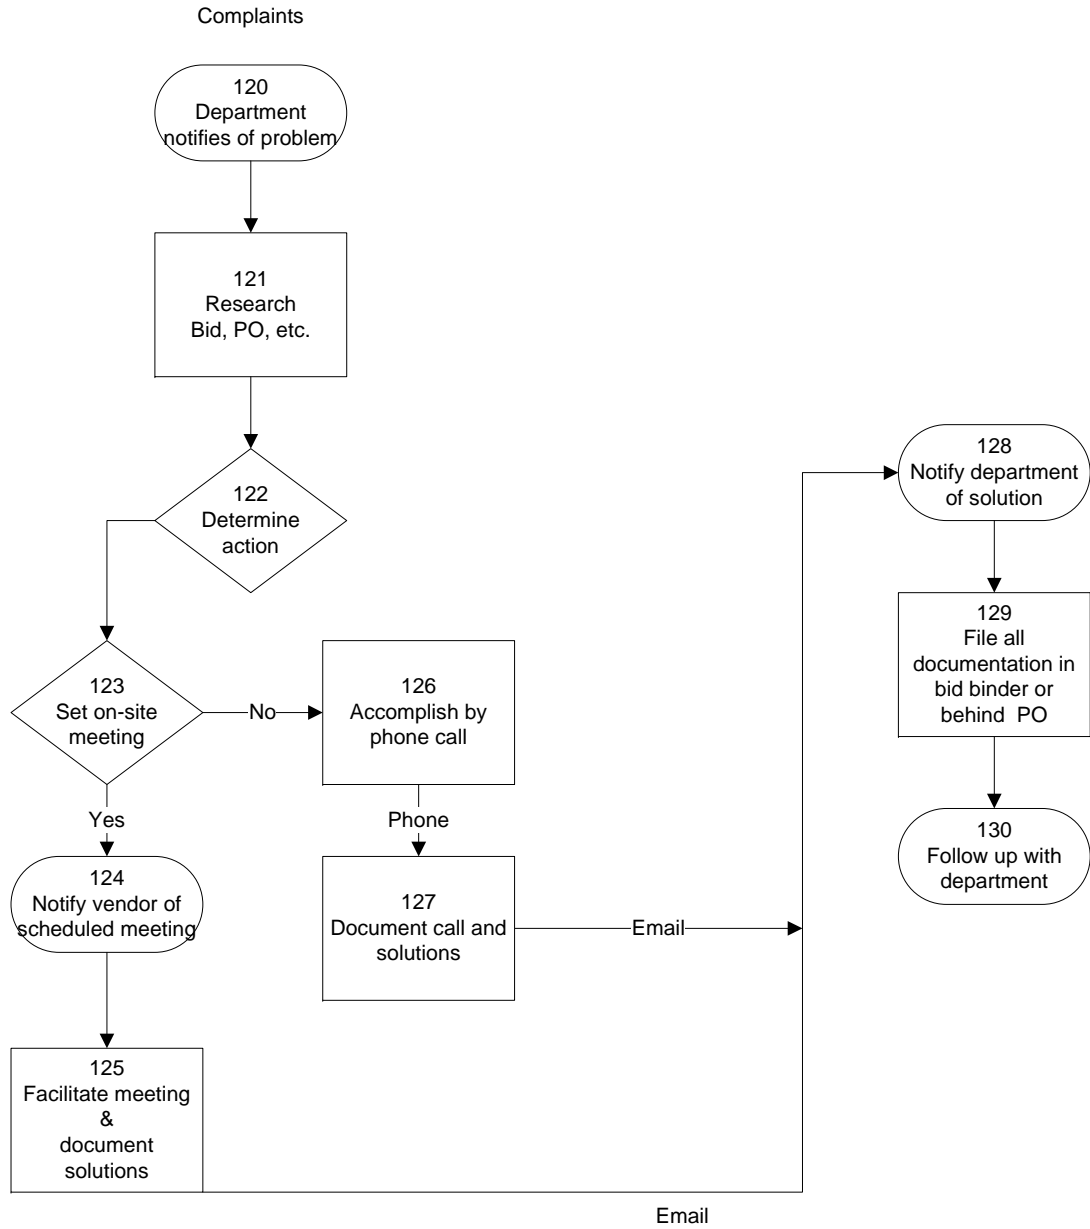 Complaints
120
Department
notifies of problem
121
Research
Bid, PO, etc.
122
Determine
action
123
Set on-site
meeting
No
126
Accomplish by
phone call
Yes
Phone
124
Notify vendor of
scheduled meeting
127
Document call and
solutions
Email
125
Facilitate meeting
&
document
solutions
Email
128
Notify department
of solution
129
File all
documentation in
bid binder or
behind PO
130
Follow up with
department